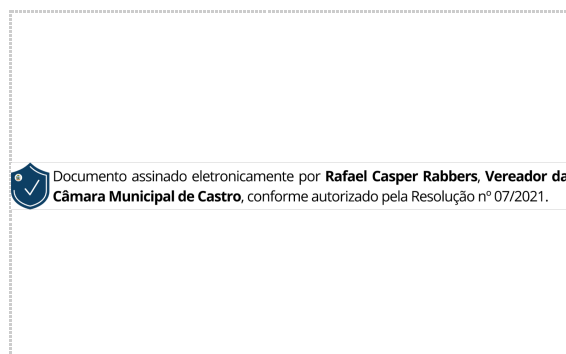 Documento assinado eletronicamente por Rafael Casper Rabbers, Vereador da
Câmara Municipal de Castro, conforme autorizado pela Resolução nº 07/2021.